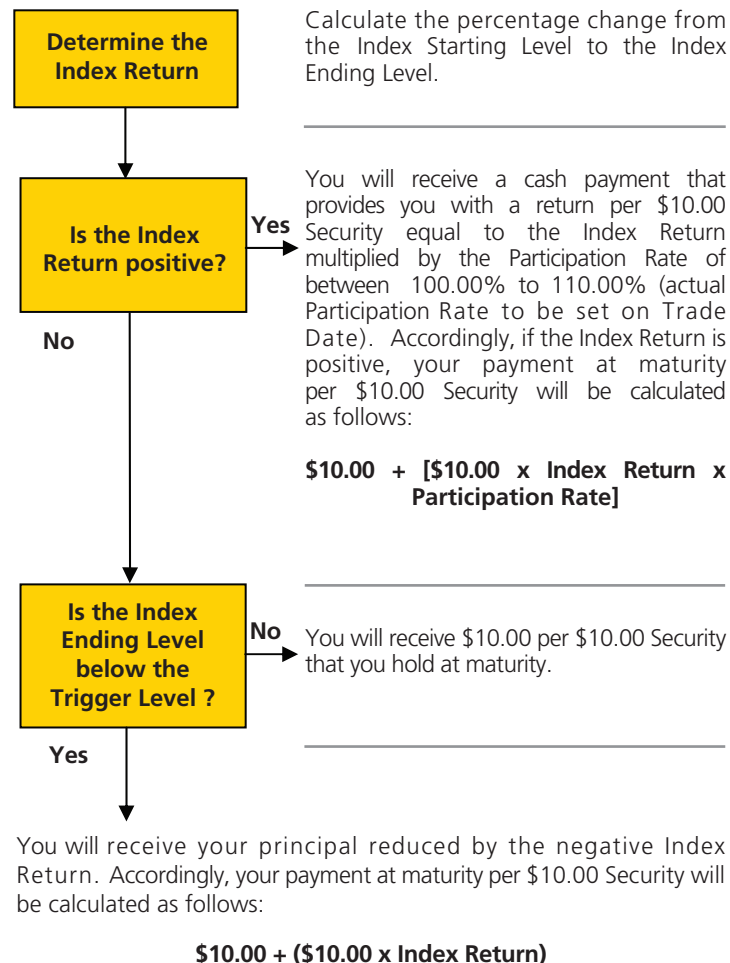 Determine the
Index Return
Calculate the percentage change from
the Index Starting Level to the Index
Ending Level.
Is the Index
Return positive?
Yes
You will receive a cash payment that
provides you with a return per $10.00
Security equal to the Index Return
multiplied by the Participation Rate of
between 100.00% to 110.00% (actual
Participation Rate to be set on Trade
Date). Accordingly, if the Index Return is
positive, your payment at maturity
per $10.00 Security will be calculated
as follows:
$10.00 + [$10.00 x Index Return x
Participation Rate]
No
Is the Index
Ending Level
below the
Trigger Level ?
No
You will receive $10.00 per $10.00 Security
that you hold at maturity.
Yes
You will receive your principal reduced by the negative Index
Return. Accordingly, your payment at maturity per $10.00 Security will
be calculated as follows:
$10.00 + ($10.00 x Index Return)